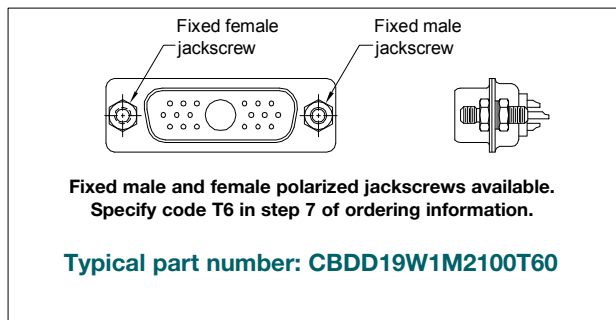 Fixed female
jackscrew
Fixed male
jackscrew
Fixed male and female polarized jackscrews available.
Specify code T6 in step 7 of ordering information.
Typical part number: CBDD19W1M2100T60